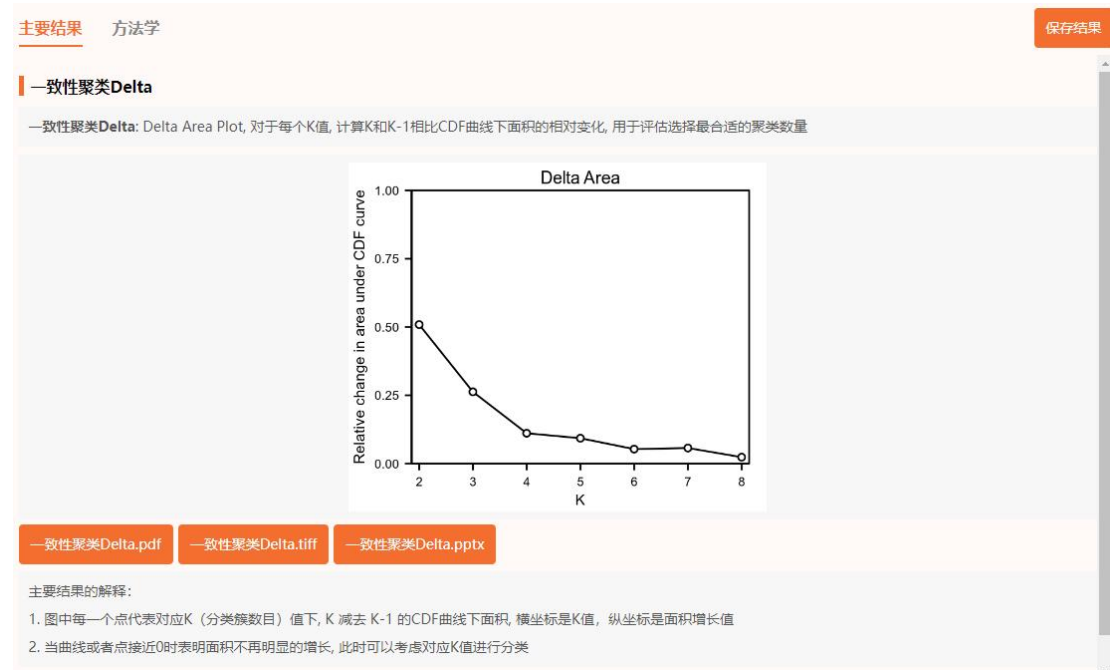 主要结果 方法学 保存结果
一致性聚类Delta
一致性聚类Delta: Delta Area Plot, 对于每个K值, 计算K和K-1相比CDF曲线下面积的相对变化, 用于评估选择最合适的聚类数量
Delta Area
Relative change in area under CDF curve
1.00
0.75
0.50
0.25
0.00
2 3 4 5 6 7 8
K
一致性聚类Delta.pdf 一致性聚类Delta.tiff 一致性聚类Delta.pptx
主要结果的解释：
1. 图中每一个点代表对应K（分类簇数目）值下, K 减去 K-1 的CDF曲线下面积, 横坐标是K值，纵坐标是面积增长值
2. 当曲线或者点接近0时表明面积不再明显的增长, 此时可以考虑对应K值进行分类